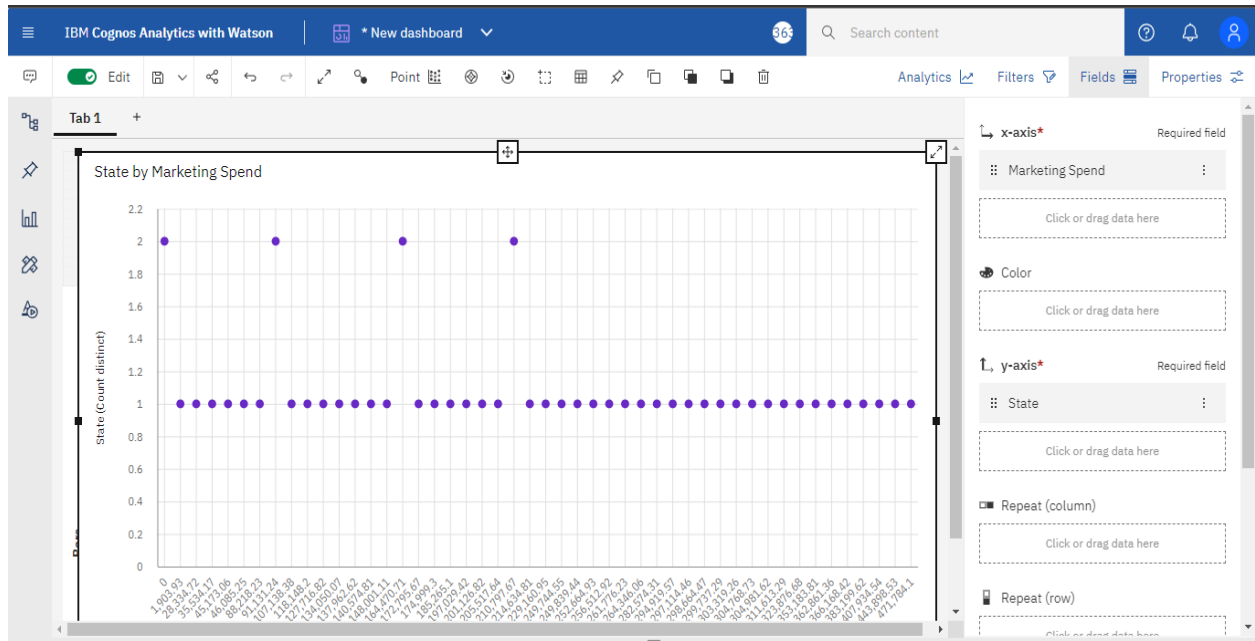 IBM Cognos Analytics with Watson
* New dashboard
363
Search content
Edit
Point
Analytics
Filters
Fields
Properties
Tab 1
+
State by Marketing Spend
State (Count distinct)
2.2
2
1.8
1.6
1.4
1.2
1
0.8
0.6
0.4
0.2
0
0
1,903.93
28,334.72
35,534.17
45,173.06
46,085.25
88,218.23
91,131.24
107,138.38
118,148.2
127,716.82
134,050.07
137,962.62
140,574.81
148,001.11
164,470.71
172,795.67
174,999.3
185,265.1
197,029.42
201,126.82
205,517.64
210,797.67
214,634.81
229,160.95
249,744.55
249,839.44
252,664.93
256,512.92
261,776.23
264,346.06
282,574.31
294,919.57
297,114.46
298,664.47
299,737.29
303,319.26
304,768.73
304,981.62
311,613.29
323,876.68
353,183.81
362,861.36
366,168.42
383,199.62
407,934.54
443,898.53
471,784.1
x-axis*
Required field
Marketing Spend
Click or drag data here
Color
Click or drag data here
y-axis*
Required field
State
Click or drag data here
Repeat (column)
Click or drag data here
Repeat (row)
Click or drag data here